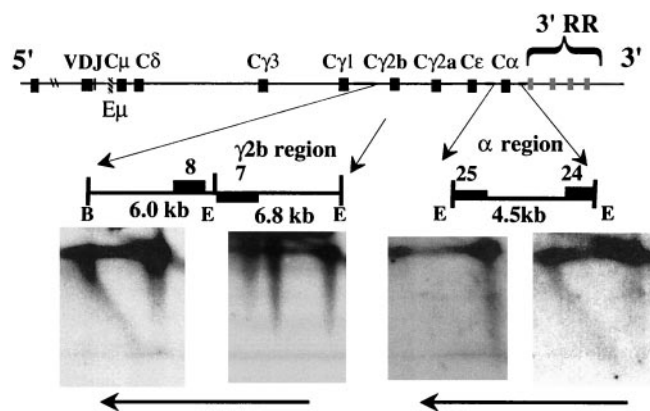 3' RR
5' VDJ Cμ Cδ Cγ3 Cγ1 Cγ2b Cγ2a Cε Cα 3'
Eμ
γ2b region α region
8 7 25 24
B 6.0 kb E 6.8 kb E E 4.5kb E